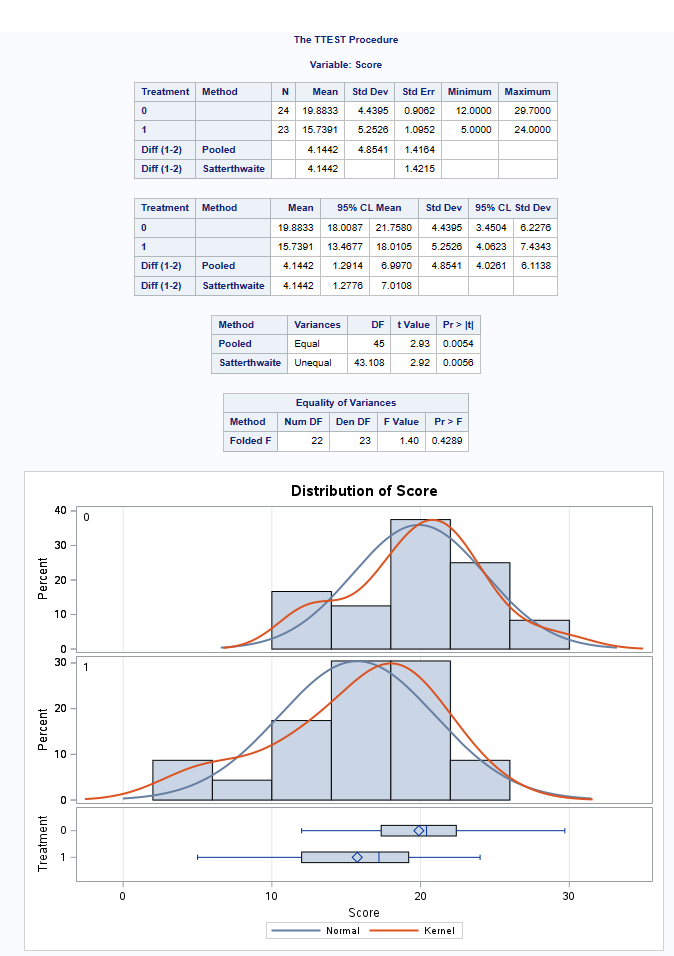 The TTEST Procedure
Variable: Score
Treatment Method N Mean Std Dev Std Err Minimum Maximum
0 24 19.8833 4.4395 0.9062 12.0000 29.7000
1 23 15.7391 5.2526 1.0952 5.0000 24.0000
Diff (1-2) Pooled 4.1442 4.8541 1.4164
Diff (1-2) Satterthwaite 4.1442 1.4215
Treatment Method Mean 95% CL Mean Std Dev 95% CL Std Dev
0 19.8833 18.0087 21.7580 4.4395 3.4504 6.2276
1 15.7391 13.4677 18.0105 5.2526 4.0623 7.4343
Diff (1-2) Pooled 4.1442 1.2914 6.9970 4.8541 4.0261 6.1138
Diff (1-2) Satterthwaite 4.1442 1.2776 7.0108
Method Variances DF t Value Pr > |t|
Pooled Equal 45 2.93 0.0054
Satterthwaite Unequal 43.108 2.92 0.0056
Equality of Variances
Method Num DF Den DF F Value Pr > F
Folded F 22 23 1.40 0.4289
Distribution of Score
40
0
30
Percent
20
10
0
30
1
Percent
20
10
0
Treatment
0
1
0 10 20 30
Score
Normal Kernel